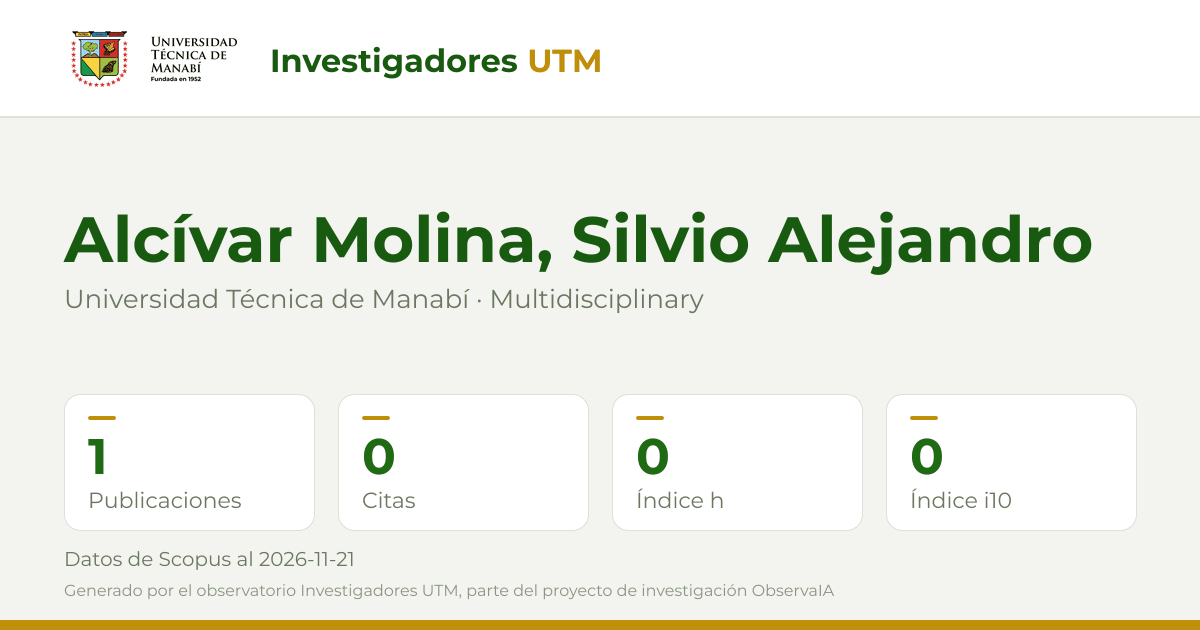 UNIVERSIDAD
TÉCNICA DE
MANABÍ
Fundada en 1952
Investigadores UTM
Alcívar Molina, Silvio Alejandro
Universidad Técnica de Manabí · Multidisciplinary
1
Publicaciones
0
Citas
0
Índice h
0
Índice i10
Datos de Scopus al 2026-11-21
Generado por el observatorio Investigadores UTM, parte del proyecto de investigación ObservaIA